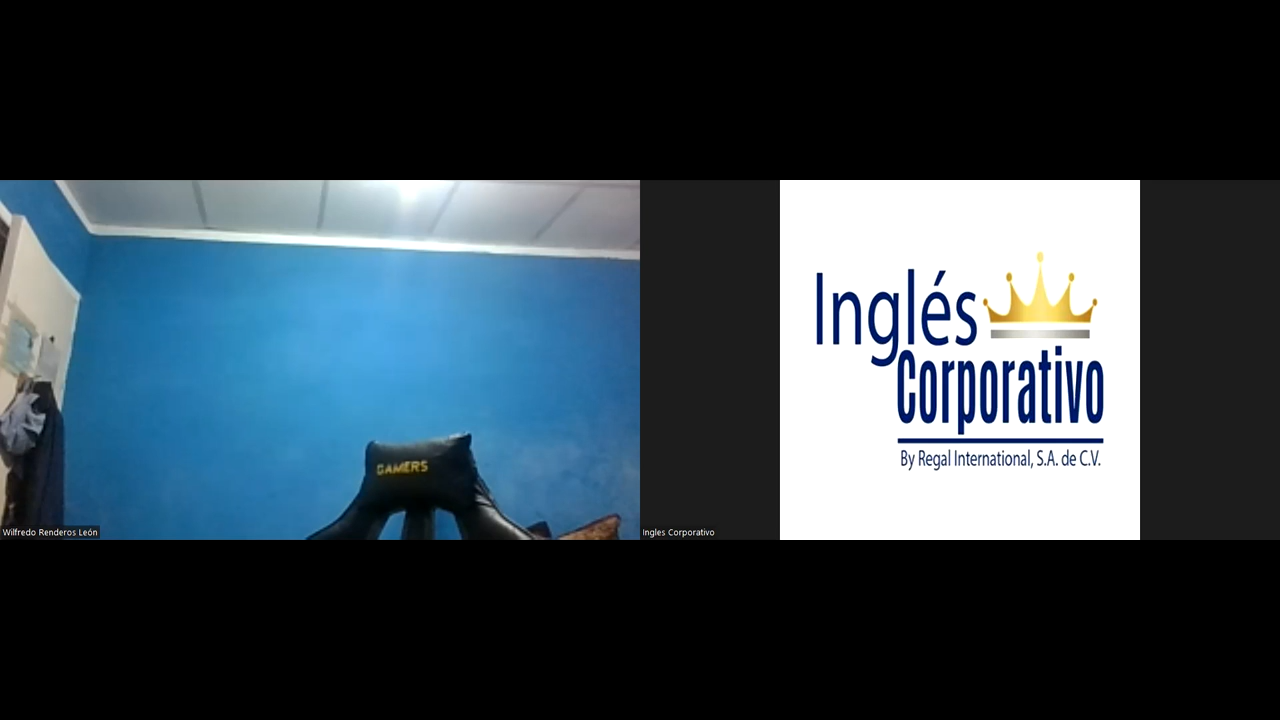 GAMERS
Wilfredo Renderos León
Inglés
Corporativo
By Regal International, S.A. de C.V.
Ingles Corporativo